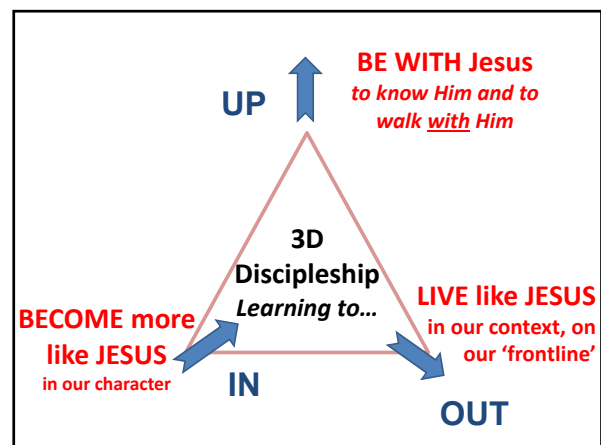 BE WITH Jesus
to know Him and to
walk with Him
UP
3D
Discipleship
Learning to…
BECOME more
like JESUS
in our character
IN
LIVE like JESUS
in our context, on
our ‘frontline’
OUT